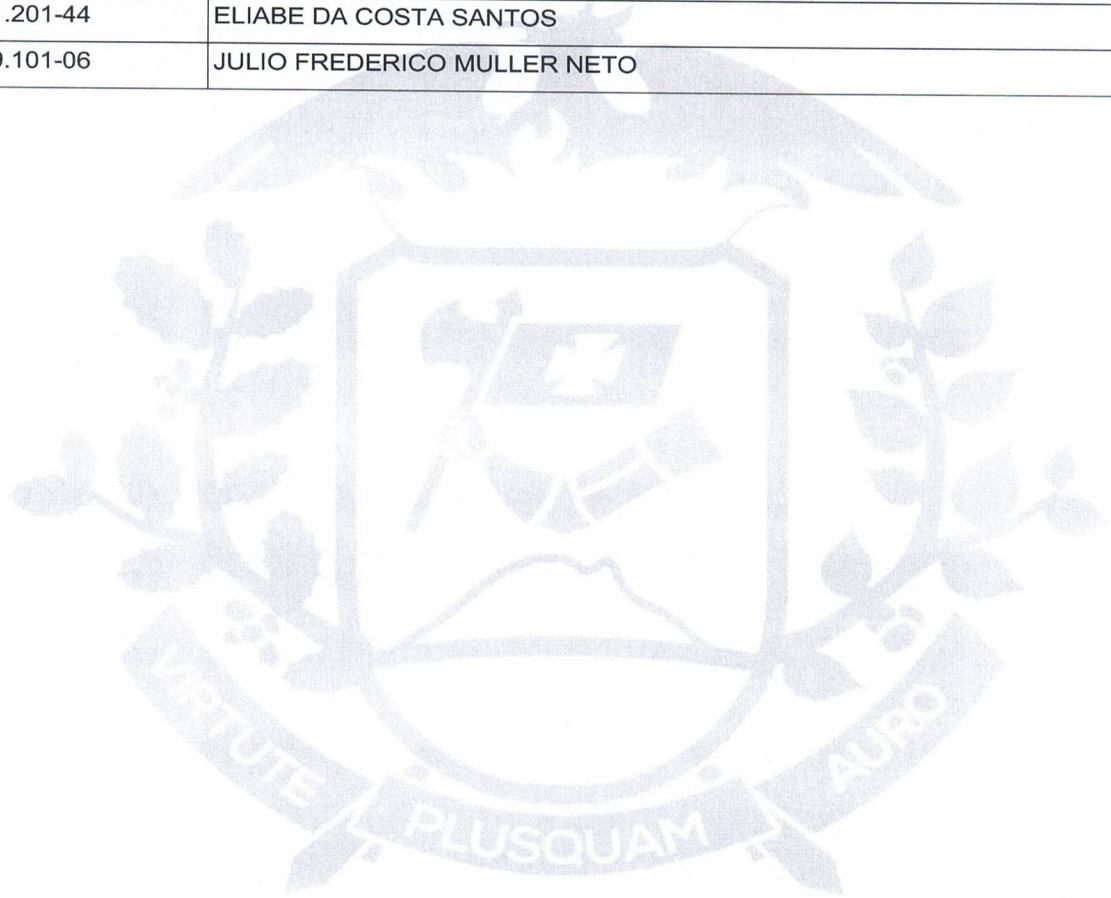 .201-44 ELIABE DA COSTA SANTOS
.101-06 JULIO FREDERICO MULLER NETO
VIRTUTE PLUSQUAM AURO